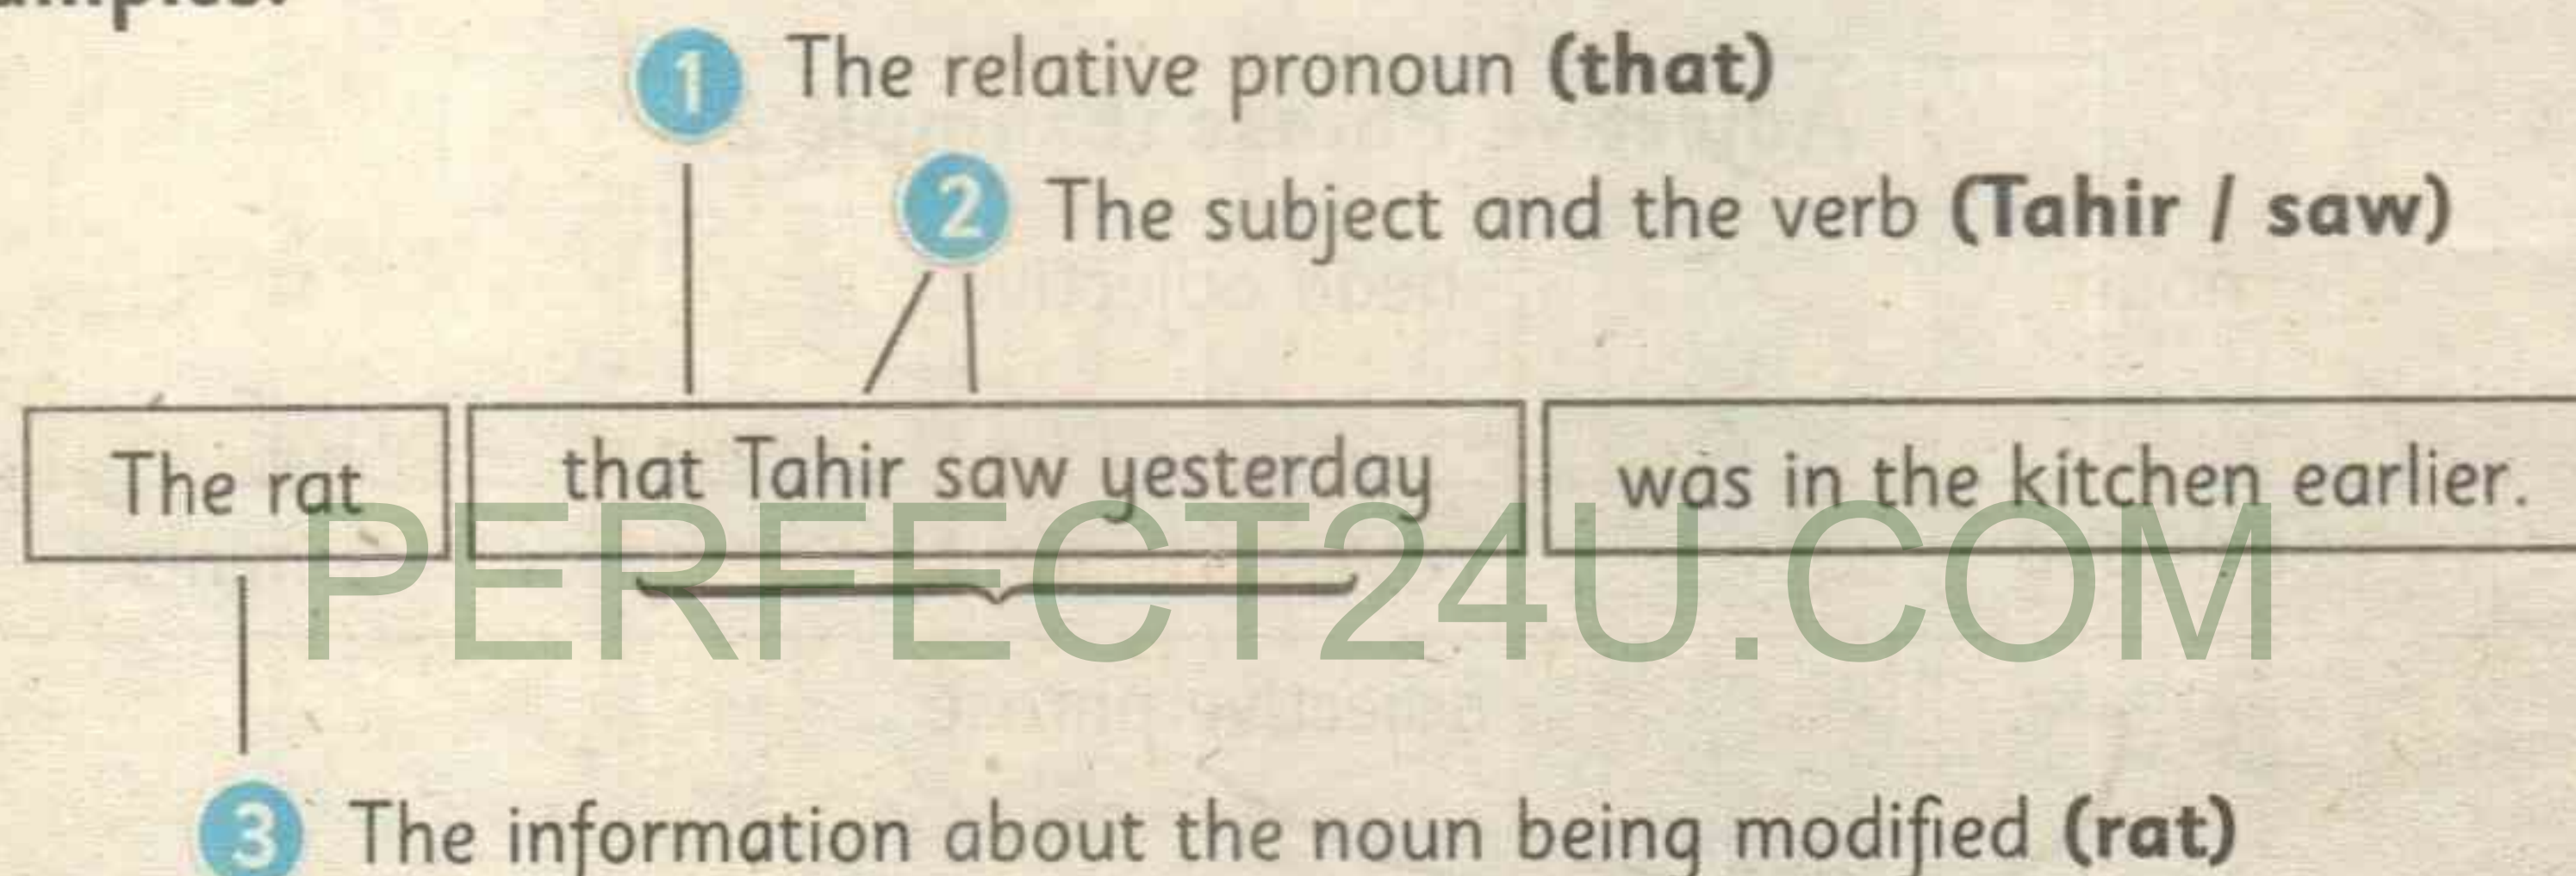 1 The relative pronoun (that)
2 The subject and the verb (Tahir / saw)
The rat that Tahir saw yesterday was in the kitchen earlier.
PERFECT24U.COM
3 The information about the noun being modified (rat)